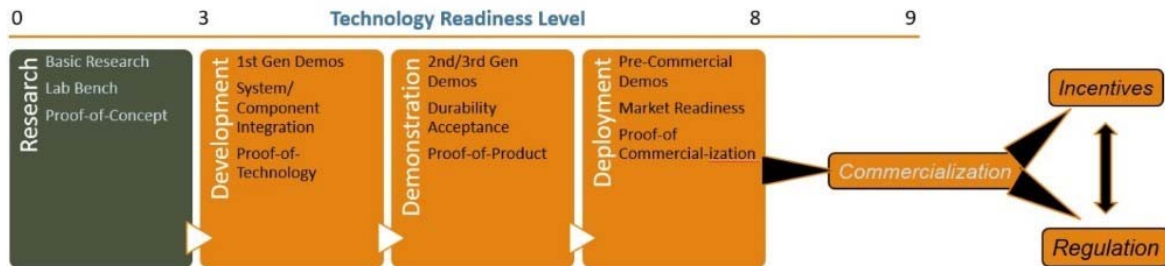 0 3 Technology Readiness Level 8 9
Research
Basic Research
Lab Bench
Proof-of-Concept
Development
1st Gen Demos
System/
Component
Integration
Proof-of-
Technology
Demonstration
2nd/3rd Gen
Demos
Durability
Acceptance
Proof-of-Product
Deployment
Pre-Commercial
Demos
Market Readiness
Proof-of
Commercial-ization
Commercialization
Incentives
Regulation